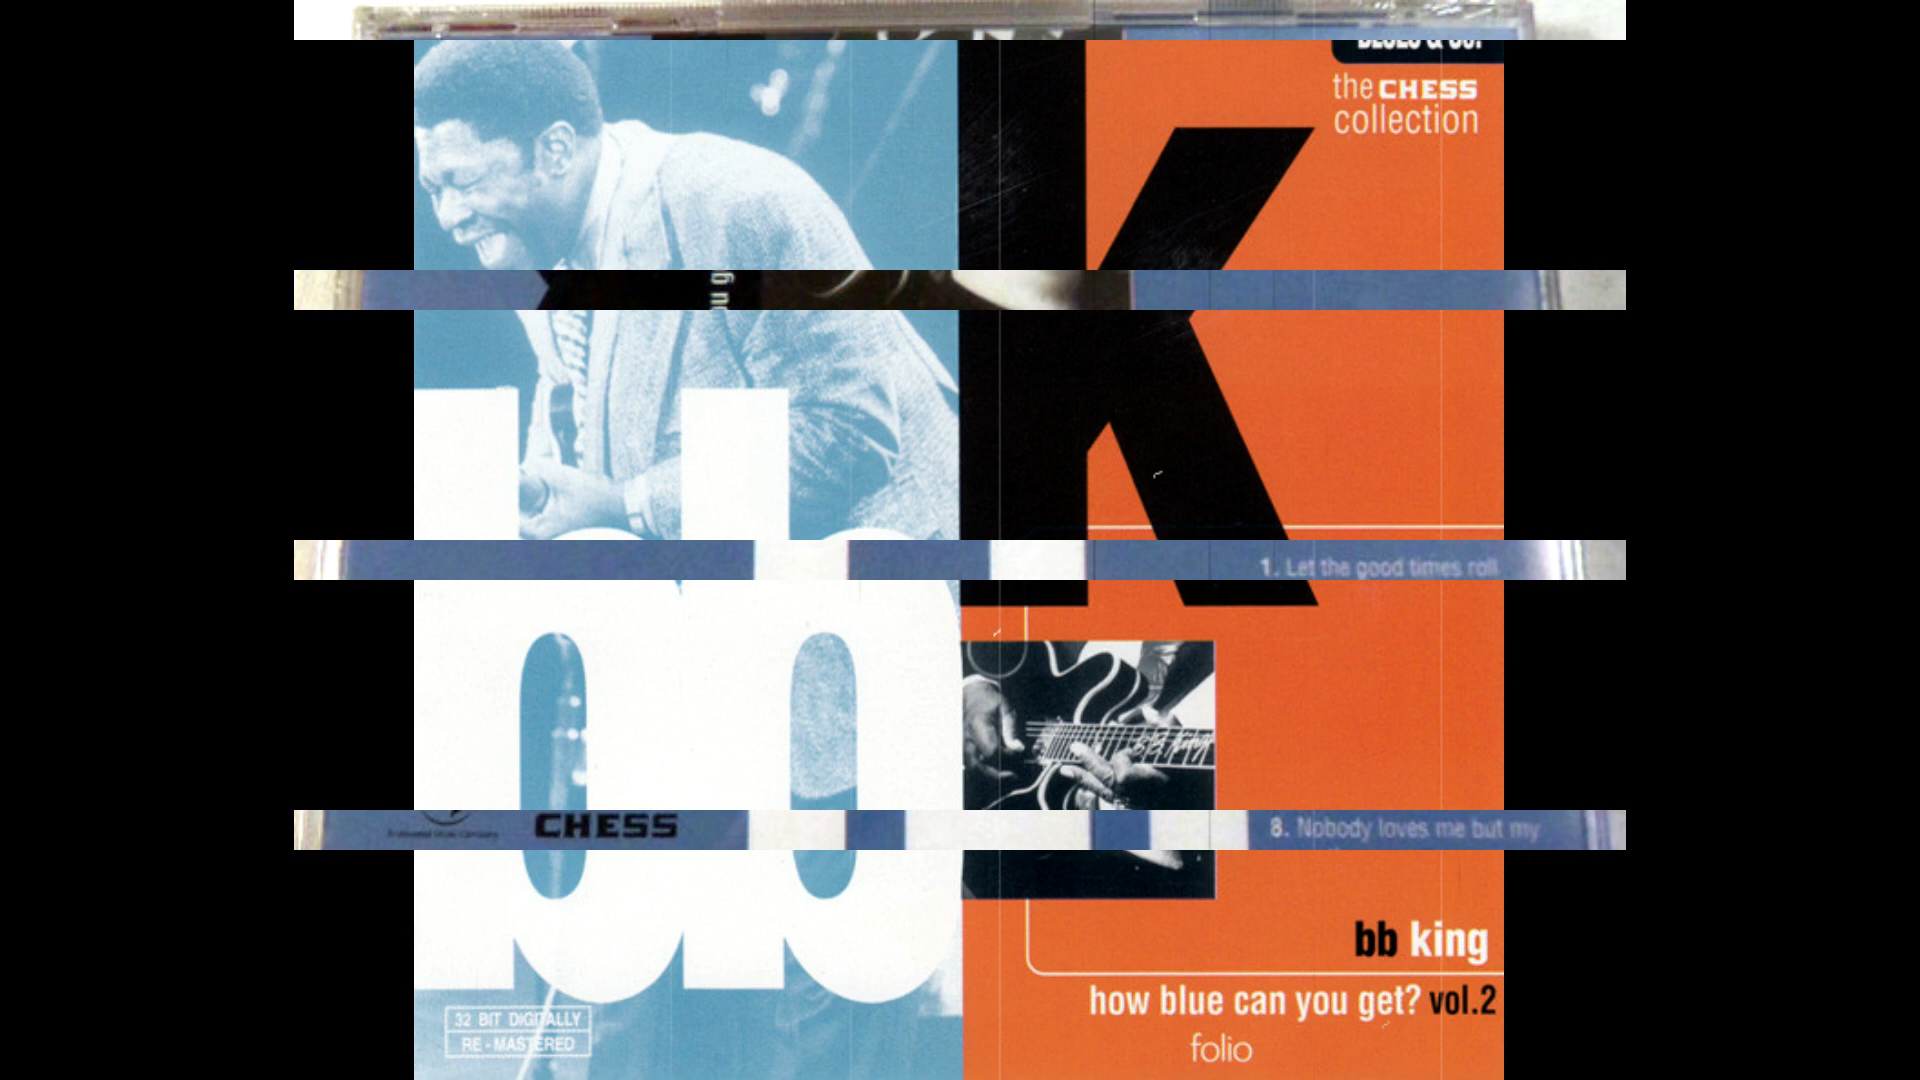 the CHESS
collection
K
1. Let the good times roll
bb
CHESS
8. Nobody loves me but my
bb king
how blue can you get? vol.2
folio
32 BIT DIGITALLY
RE-MASTERED